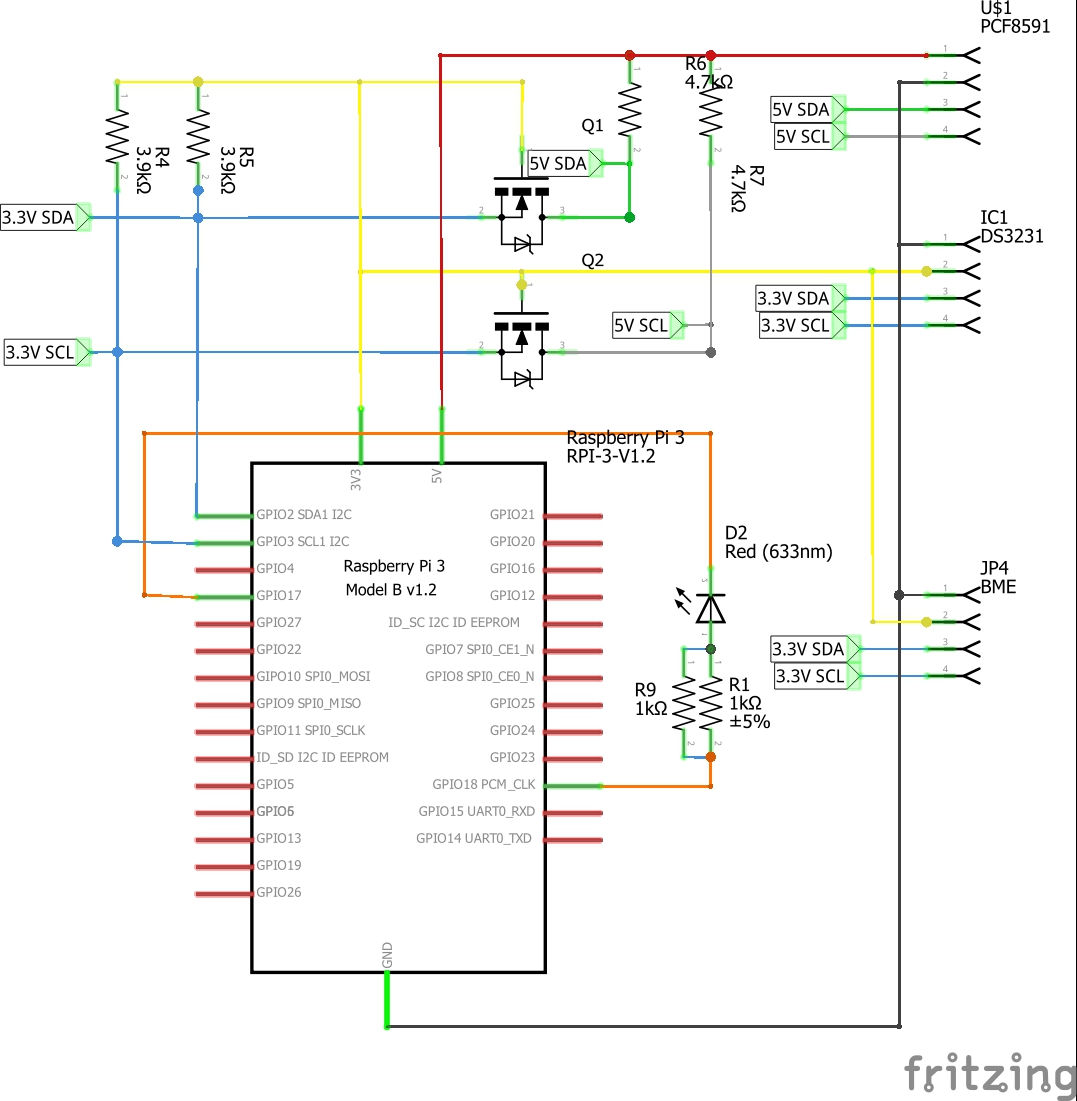 U$1
PCF8591
1
2
3
4
5V SDA
5V SCL
R6
4.7kΩ
1
2
R7
4.7kΩ
1
2
R4
3.9kΩ
1
2
R5
3.9kΩ
1
2
Q1
5V SDA
3.3V SDA
2
3
IC1
DS3231
1
2
3
4
3.3V SDA
3.3V SCL
Q2
1
5V SCL
3.3V SCL
2
3
Raspberry Pi 3
RPI-3-V1.2
3V3
5V
GPIO2 SDA1 I2C
GPIO3 SCL1 I2C
GPIO4
GPIO17
GPIO27
GPIO22
GIPO10 SPI0_MOSI
GPIO9 SPI0_MISO
GPIO11 SPI0_SCLK
ID_SD I2C ID EEPROM
GPIO5
GPIO6
GPIO13
GPIO19
GPIO26
Raspberry Pi 3
Model B v1.2
GPIO21
GPIO20
GPIO16
GPIO12
ID_SC I2C ID EEPROM
GPIO7 SPI0_CE1_N
GPIO8 SPI0_CE0_N
GPIO25
GPIO24
GPIO23
GPIO18 PCM_CLK
GPIO15 UART0_RXD
GPIO14 UART0_TXD
GND
D2
Red (633nm)
R9
1kΩ
1
2
R1
1kΩ
±5%
1
2
JP4
BME
1
2
3
4
3.3V SDA
3.3V SCL
fritzing